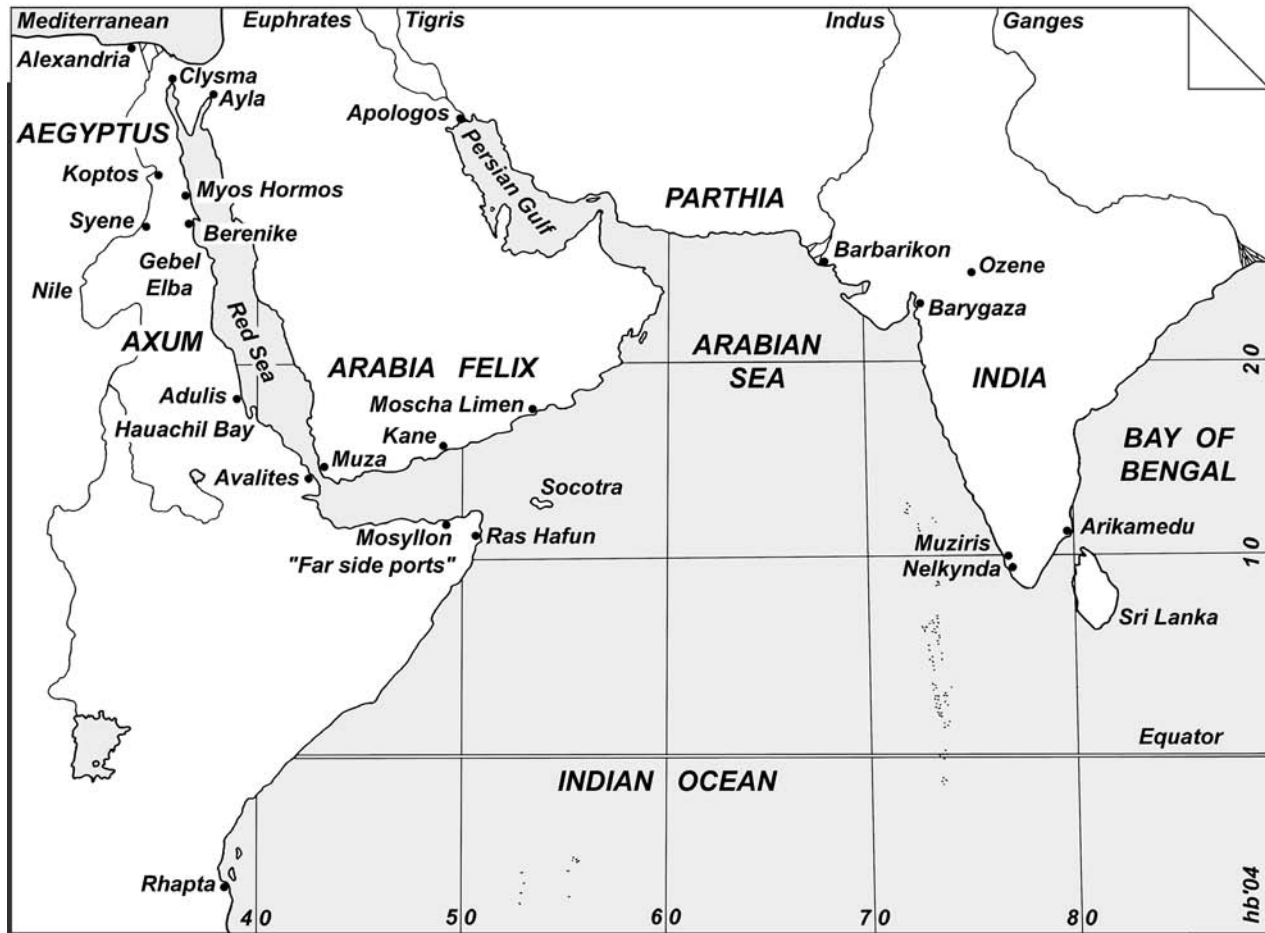 Mediterranean
Euphrates
Tigris
Indus
Ganges
Alexandria
Clysma
Ayla
Apologos
AEGYPTUS
Persian Gulf
Koptos
Myos Hormos
PARTHIA
Syene
Berenike
Barbarikon
Ozene
Gebel
Elba
Nile
Barygaza
Red Sea
AXUM
ARABIAN
SEA
20
ARABIA FELIX
INDIA
Adulis
Moscha Limen
Hauachil Bay
Kane
BAY OF
BENGAL
Muza
Avalites
Socotra
Mosyllon
Ras Hafun
Arikamedu
"Far side ports"
Muziris
Nelkynda
10
Sri Lanka
Equator
INDIAN OCEAN
Rhapta
40
50
60
70
80
hb'04